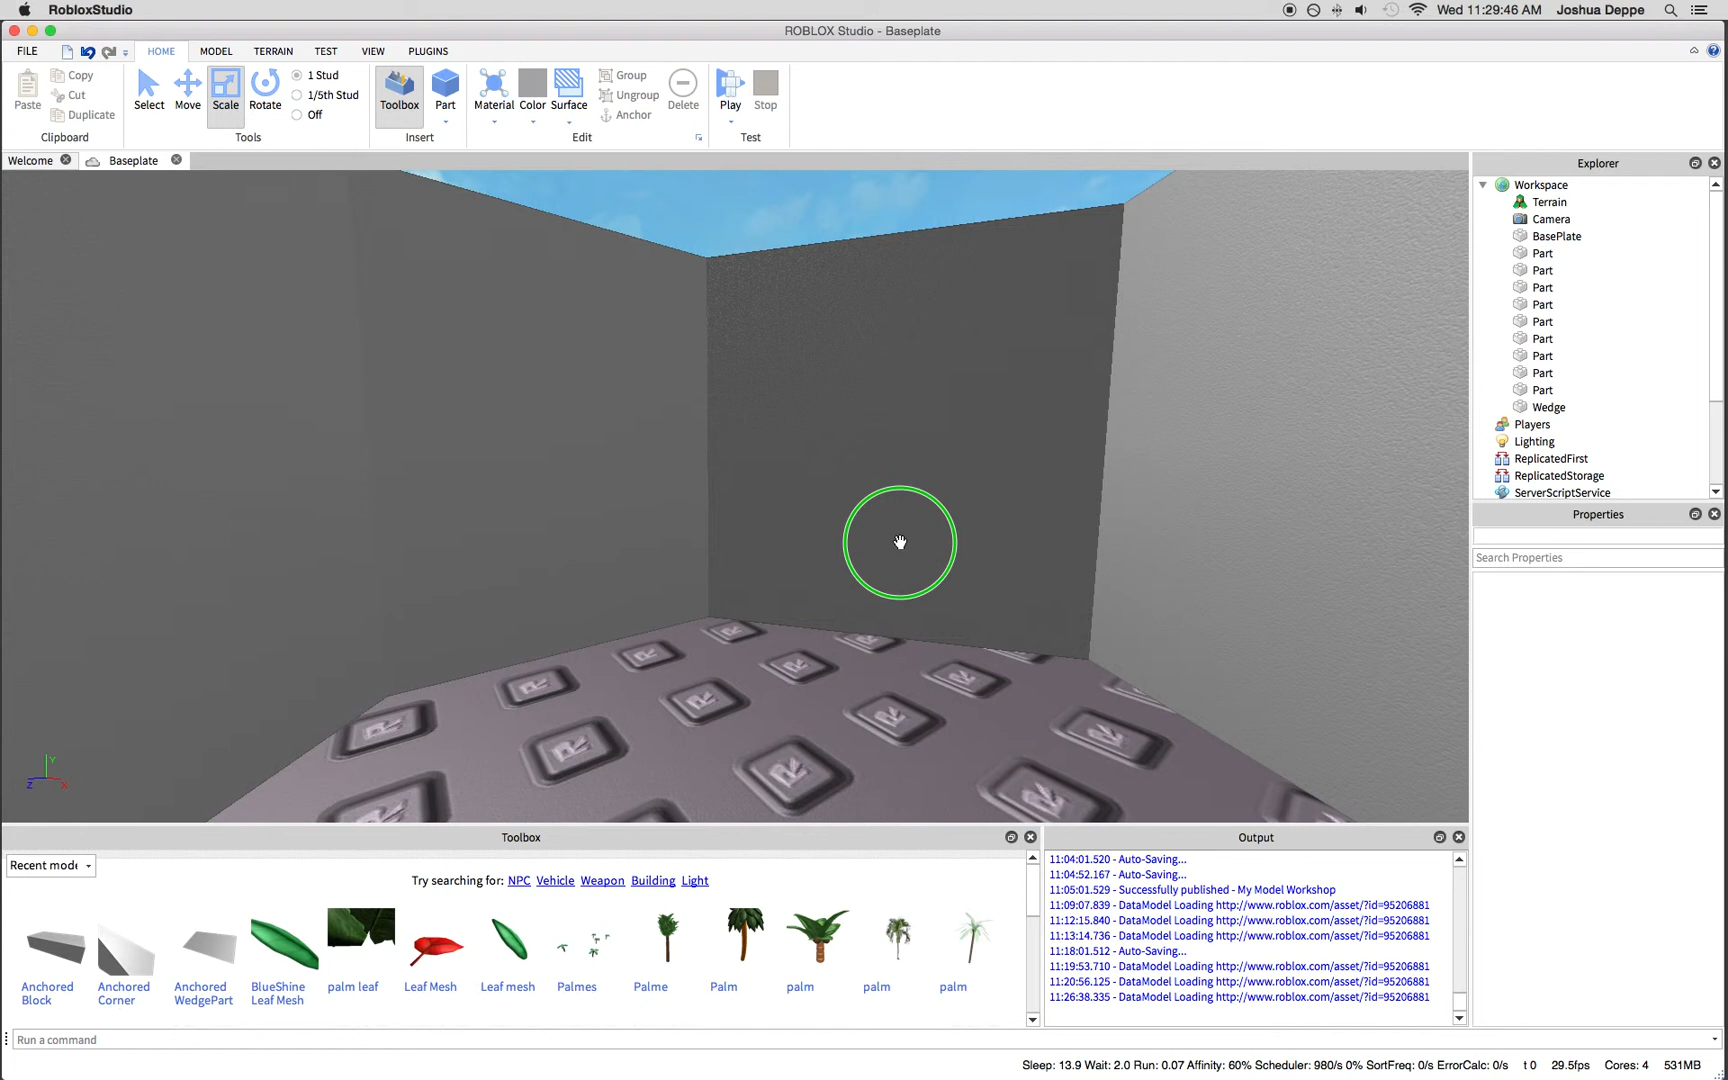 RobloxStudio
Wed 11:29:46 AM Joshua Deppe
ROBLOX Studio - Baseplate
FILE HOME MODEL TERRAIN TEST VIEW PLUGINS
Paste
Copy
Cut
Duplicate
Clipboard
Select Move Scale Rotate
1 Stud
1/5th Stud
Off
Tools
Toolbox Part
Insert
Material Color Surface
Group
Ungroup
Anchor
Delete
Edit
Play Stop
Test
Welcome Baseplate
Explorer
Workspace
Terrain
Camera
BasePlate
Part
Part
Part
Part
Part
Part
Part
Part
Part
Wedge
Players
Lighting
ReplicatedFirst
ReplicatedStorage
ServerScriptService
Properties
Search Properties
R
R
R
R
R
R
R
R
R
R
R
R
Y
Z X
Toolbox
Recent mode
Try searching for: NPC Vehicle Weapon Building Light
Anchored Block
Anchored Corner
Anchored WedgePart
BlueShine Leaf Mesh
palm leaf
Leaf Mesh
Leaf mesh
Palmes
Palme
Palm
palm
palm
palm
Output
11:04:01.520 - Auto-Saving...
11:04:52.167 - Auto-Saving...
11:05:01.529 - Successfully published - My Model Workshop
11:09:07.839 - DataModel Loading http://www.roblox.com/asset/?id=95206881
11:12:15.840 - DataModel Loading http://www.roblox.com/asset/?id=95206881
11:13:14.736 - DataModel Loading http://www.roblox.com/asset/?id=95206881
11:18:01.512 - Auto-Saving...
11:19:53.710 - DataModel Loading http://www.roblox.com/asset/?id=95206881
11:20:56.125 - DataModel Loading http://www.roblox.com/asset/?id=95206881
11:26:38.335 - DataModel Loading http://www.roblox.com/asset/?id=95206881
Run a command
Sleep: 13.9 Wait: 2.0 Run: 0.07 Affinity: 60% Scheduler: 980/s 0% SortFreq: 0/s ErrorCalc: 0/s t 0 29.5fps Cores: 4 531MB